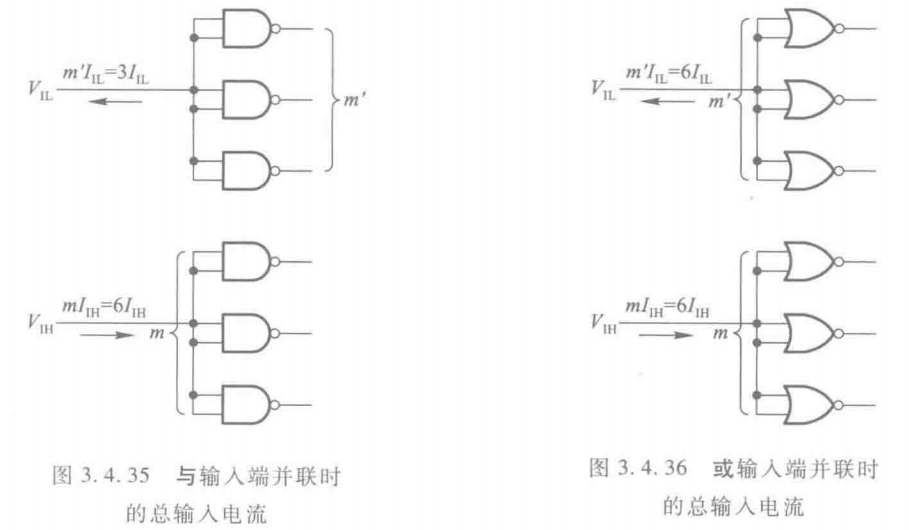 m'I_IL=3I_IL
V_IL
m'
m'I_IL=6I_IL
V_IL
m'
mI_IH=6I_IH
V_IH
m
mI_IH=6I_IH
V_IH
m
图 3.4.35 与输入端并联时
的总输入电流
图 3.4.36 或输入端并联时
的总输入电流